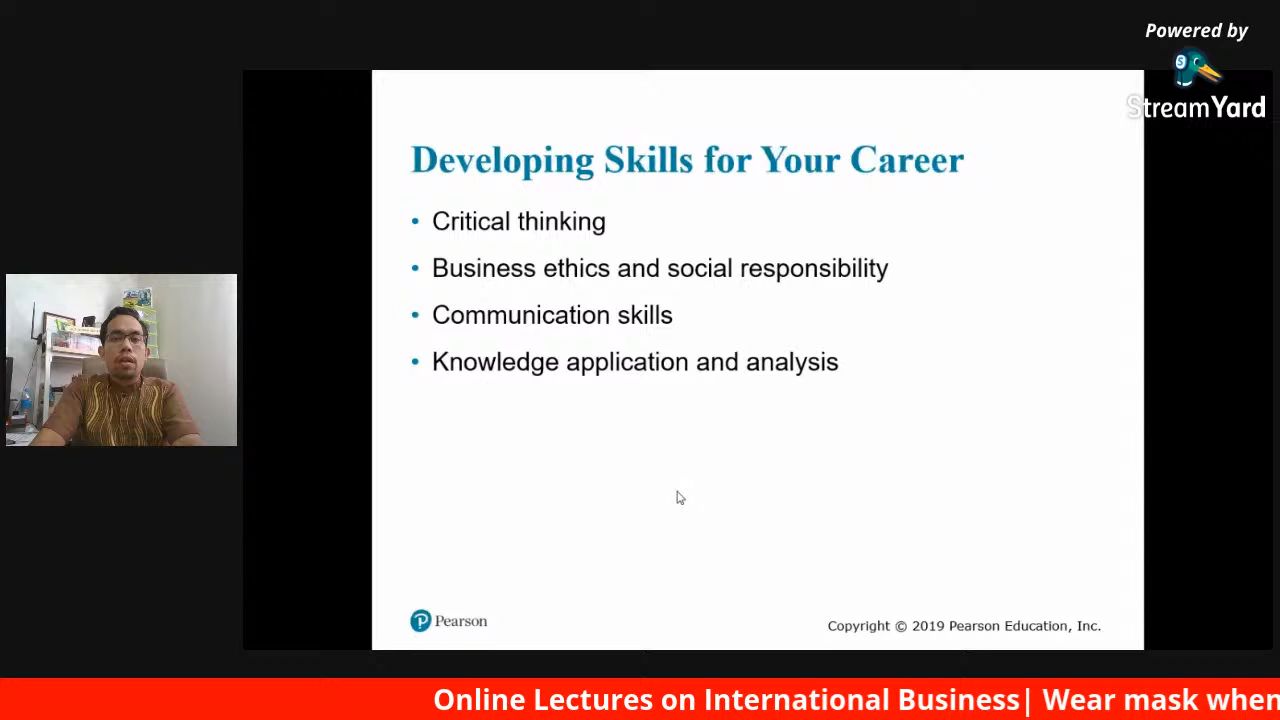 Powered by
StreamYard
Developing Skills for Your Career
• Critical thinking
• Business ethics and social responsibility
• Communication skills
• Knowledge application and analysis
Pearson
Copyright © 2019 Pearson Education, Inc.
Online Lectures on International Business| Wear mask when